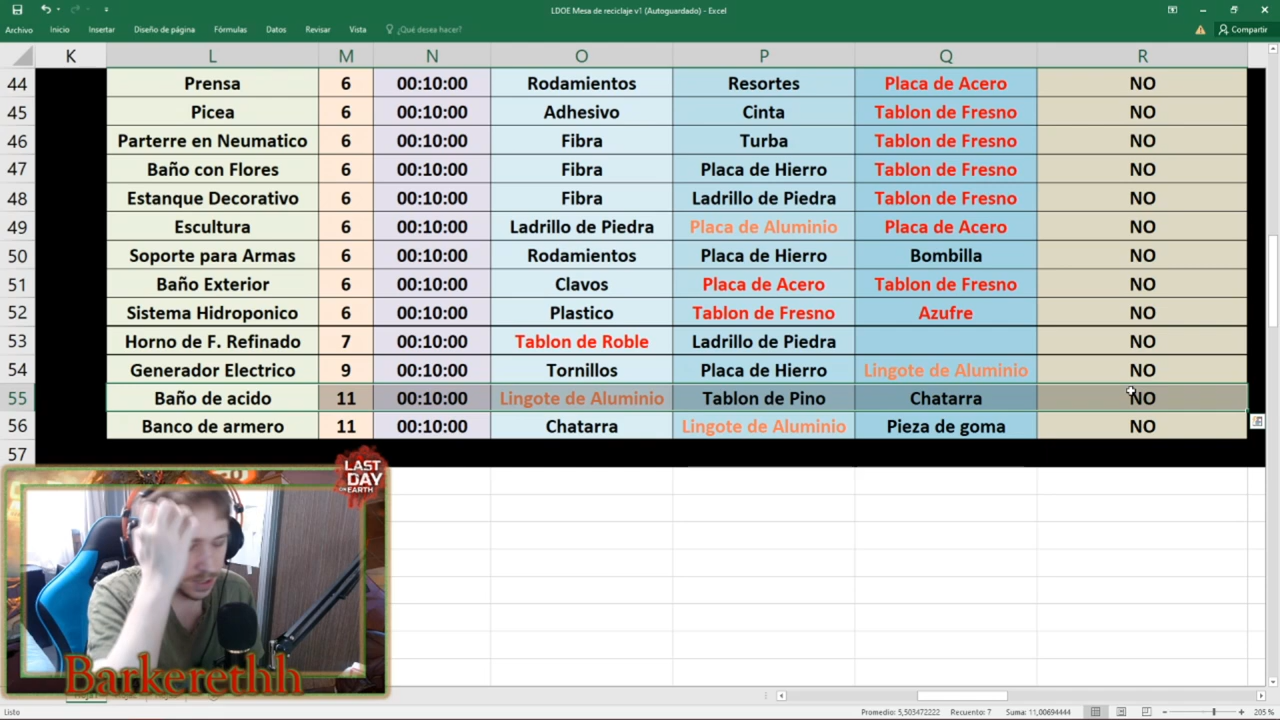 LDOE Mesa de reciclaje v1 (Autoguardado) - Excel
Archivo Inicio Insertar Diseño de página Fórmulas Datos Revisar Vista ¿Qué desea hacer? Compartir
K L M N O P Q R
44 Prensa 6 00:10:00 Rodamientos Resortes Placa de Acero NO
45 Picea 6 00:10:00 Adhesivo Cinta Tablon de Fresno NO
46 Parterre en Neumatico 6 00:10:00 Fibra Turba Tablon de Fresno NO
47 Baño con Flores 6 00:10:00 Fibra Placa de Hierro Tablon de Fresno NO
48 Estanque Decorativo 6 00:10:00 Fibra Ladrillo de Piedra Tablon de Fresno NO
49 Escultura 6 00:10:00 Ladrillo de Piedra Placa de Aluminio Placa de Acero NO
50 Soporte para Armas 6 00:10:00 Rodamientos Placa de Hierro Bombilla NO
51 Baño Exterior 6 00:10:00 Clavos Placa de Acero Tablon de Fresno NO
52 Sistema Hidroponico 6 00:10:00 Plastico Tablon de Fresno Azufre NO
53 Horno de F. Refinado 7 00:10:00 Tablon de Roble Ladrillo de Piedra NO
54 Generador Electrico 9 00:10:00 Tornillos Placa de Hierro Lingote de Aluminio NO
55 Baño de acido 11 00:10:00 Lingote de Aluminio Tablon de Pino Chatarra NO
56 Banco de armero 11 00:10:00 Chatarra Lingote de Aluminio Pieza de goma NO
57
LAST
DAY
ON EARTH
Barkerethh
Listo Promedio: 5,503472222 Recuento: 7 Suma: 11,00694444 205 %